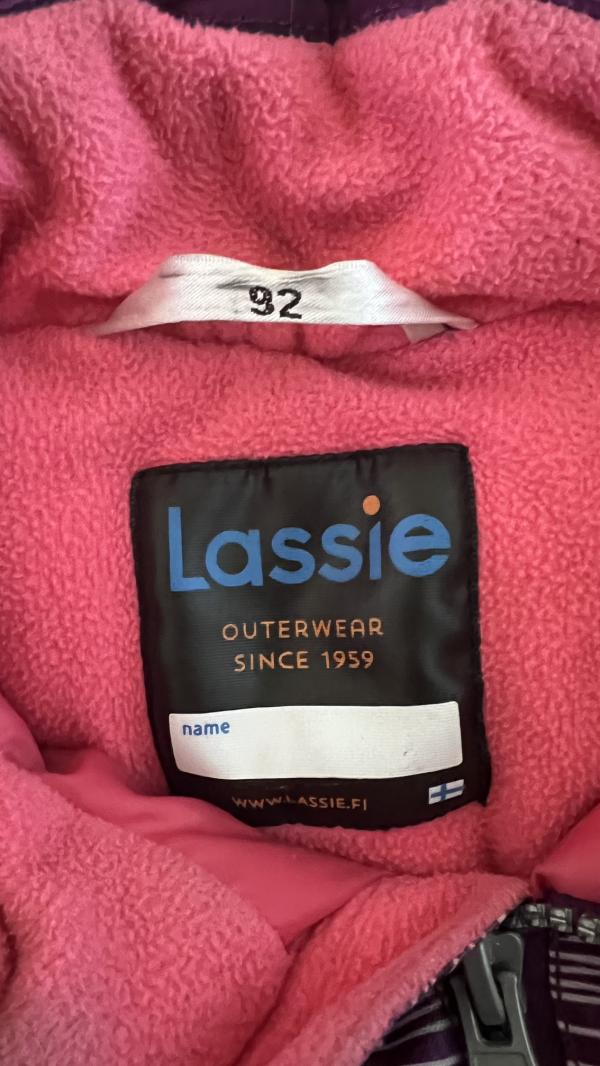 92
Lassie
OUTERWEAR
SINCE 1959
name
WWW.LASSIE.FI